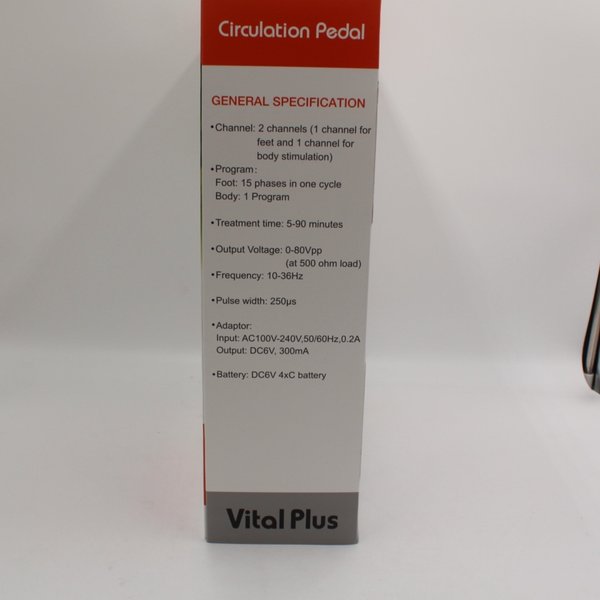 Circulation Pedal
GENERAL SPECIFICATION
•Channel: 2 channels (1 channel for
feet and 1 channel for
body stimulation)
•Program:
Foot: 15 phases in one cycle
Body: 1 Program
•Treatment time: 5-90 minutes
•Output Voltage: 0-80Vpp
(at 500 ohm load)
•Frequency: 10-36Hz
•Pulse width: 250µs
•Adaptor:
Input: AC100V-240V,50/60Hz,0.2A
Output: DC6V, 300mA
•Battery: DC6V 4xC battery
Vital Plus